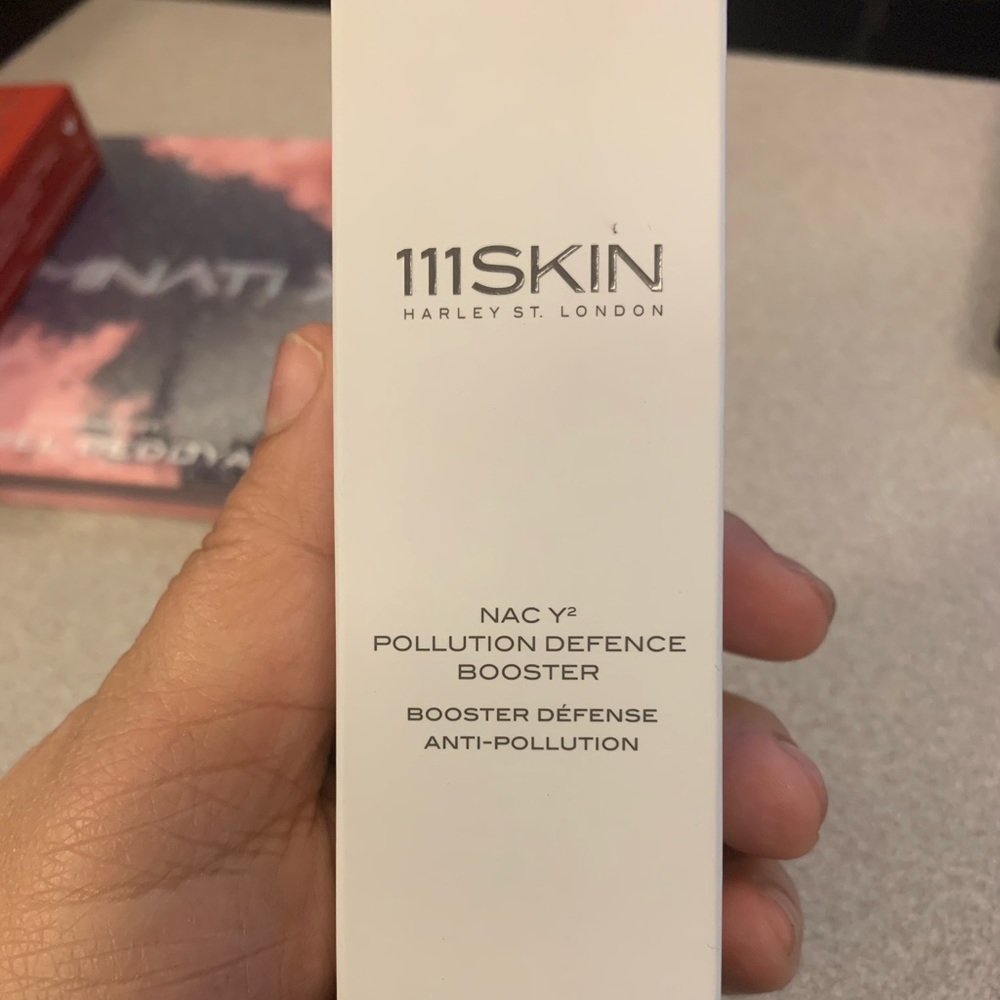 111SKIN
HARLEY ST. LONDON
NAC Y²
POLLUTION DEFENCE
BOOSTER
BOOSTER DÉFENSE
ANTI-POLLUTION